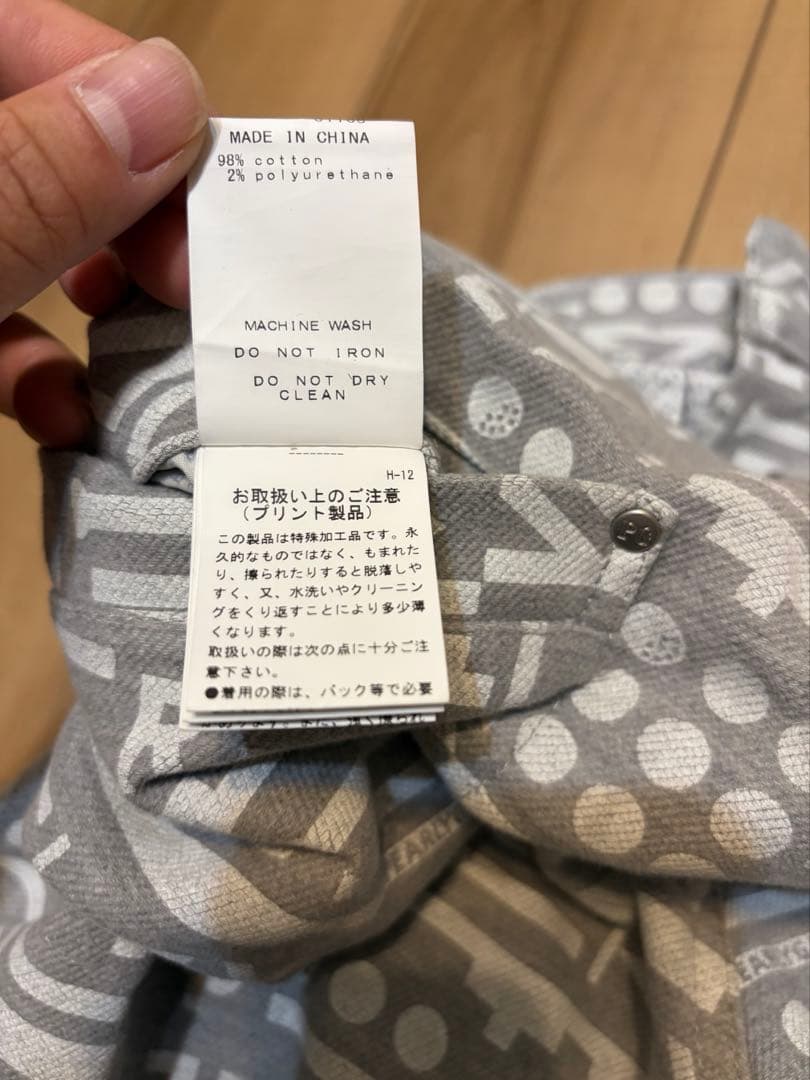 MADE IN CHINA
98% cotton
2% polyurethane
MACHINE WASH
DO NOT IRON
DO NOT DRY
CLEAN
H-12
お取扱い上のご注意
(プリント製品)
この製品は特殊加工品です。永
久的なものではなく、もまれた
り、擦られたりすると脱落しや
すく、又、水洗いやクリーニン
グをくり返すことにより多少薄
くなります。
取扱いの際は次の点に十分ご注
意下さい。
●着用の際は、バック等で必要
PG